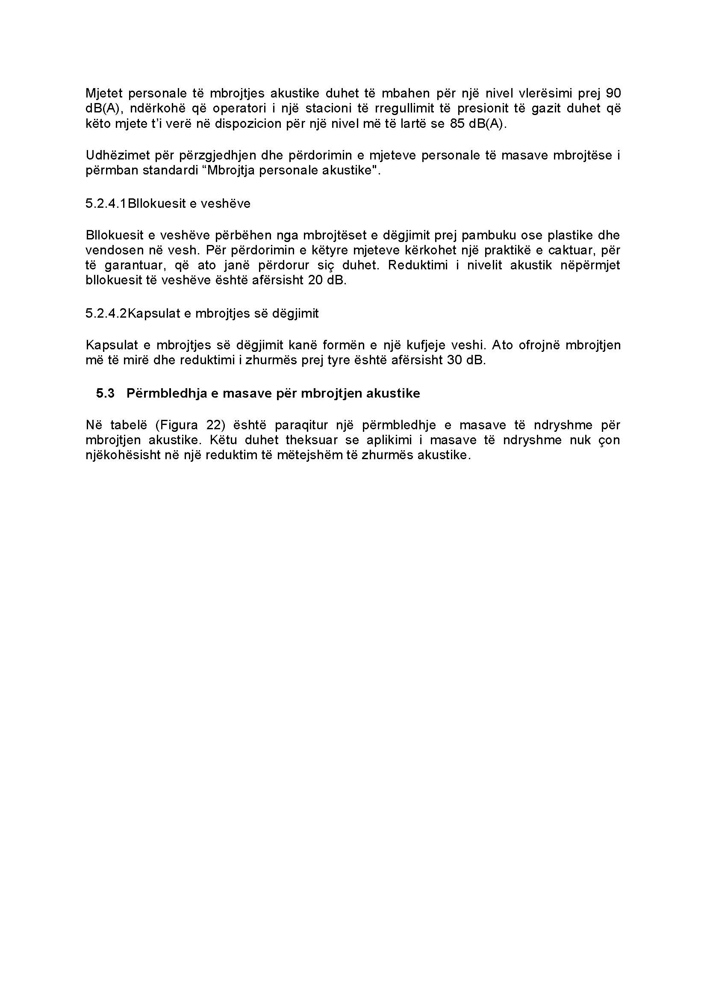 Mjetet personale të mbrojtjes akustike duhet të mbahen për një nivel vlerësimi prej 90
dB(A), ndërkohë që operatori i një stacioni të rregullimit të presionit të gazit duhet që
këto mjete t’i verë në dispozicion për një nivel më të lartë se 85 dB(A).
Udhëzimet për përzgjedhjen dhe përdorimin e mjeteve personale të masave mbrojtëse i
përmban standardi “Mbrojtja personale akustike".
5.2.4.1Bllokuesit e veshëve
Bllokuesit e veshëve përbëhen nga mbrojtëset e dëgjimit prej pambuku ose plastike dhe
vendosen në vesh. Për përdorimin e këtyre mjeteve kërkohet një praktikë e caktuar, për
të garantuar, që ato janë përdorur siç duhet. Reduktimi i nivelit akustik nëpërmjet
bllokuesit të veshëve është afërsisht 20 dB.
5.2.4.2Kapsulat e mbrojtjes së dëgjimit
Kapsulat e mbrojtjes së dëgjimit kanë formën e një kufjeje veshi. Ato ofrojnë mbrojtjen
më të mirë dhe reduktimi i zhurmës prej tyre është afërsisht 30 dB.
5.3 Përmbledhja e masave për mbrojtjen akustike
Në tabelë (Figura 22) është paraqitur një përmbledhje e masave të ndryshme për
mbrojtjen akustike. Këtu duhet theksuar se aplikimi i masave të ndryshme nuk çon
njëkohësisht në një reduktim të mëtejshëm të zhurmës akustike.